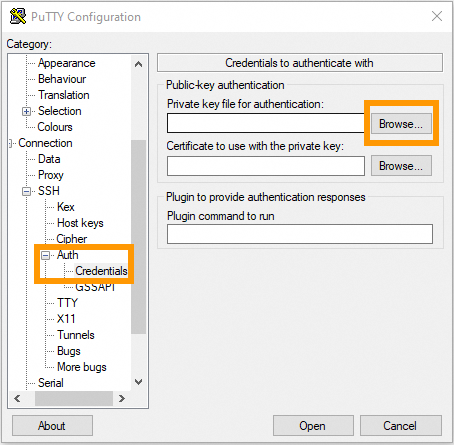 PuTTY Configuration
Category:
Appearance
Behaviour
Translation
Selection
Colours
Connection
Data
Proxy
SSH
Kex
Host keys
Cipher
Auth
Credentials
GSSAPI
TTY
X11
Tunnels
Bugs
More bugs
Serial
Credentials to authenticate with
Public-key authentication
Private key file for authentication:
Browse...
Certificate to use with the private key:
Browse...
Plugin to provide authentication responses
Plugin command to run
About
Open
Cancel